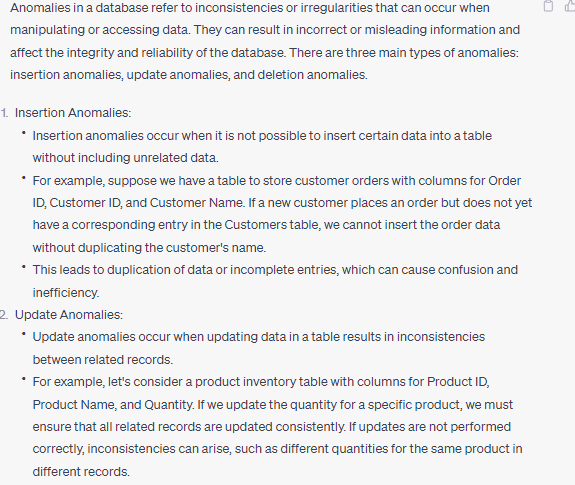 Anomalies in a database refer to inconsistencies or irregularities that can occur when
manipulating or accessing data. They can result in incorrect or misleading information and
affect the integrity and reliability of the database. There are three main types of anomalies:
insertion anomalies, update anomalies, and deletion anomalies.
1. Insertion Anomalies:
• Insertion anomalies occur when it is not possible to insert certain data into a table
without including unrelated data.
• For example, suppose we have a table to store customer orders with columns for Order
ID, Customer ID, and Customer Name. If a new customer places an order but does not yet
have a corresponding entry in the Customers table, we cannot insert the order data
without duplicating the customer's name.
• This leads to duplication of data or incomplete entries, which can cause confusion and
inefficiency.
2. Update Anomalies:
• Update anomalies occur when updating data in a table results in inconsistencies
between related records.
• For example, let's consider a product inventory table with columns for Product ID,
Product Name, and Quantity. If we update the quantity for a specific product, we must
ensure that all related records are updated consistently. If updates are not performed
correctly, inconsistencies can arise, such as different quantities for the same product in
different records.